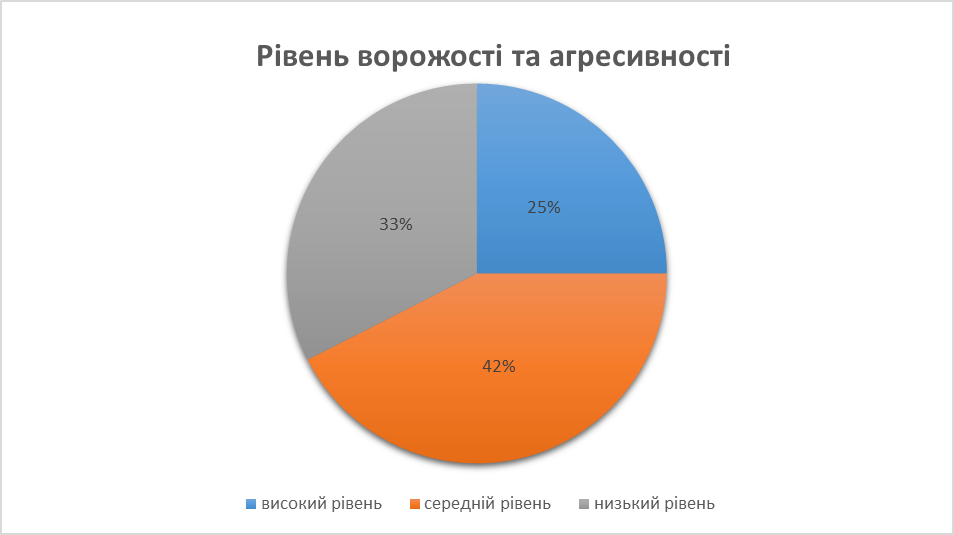 Рівень ворожості та агресивності
25%
33%
42%
високий рівень середній рівень низький рівень